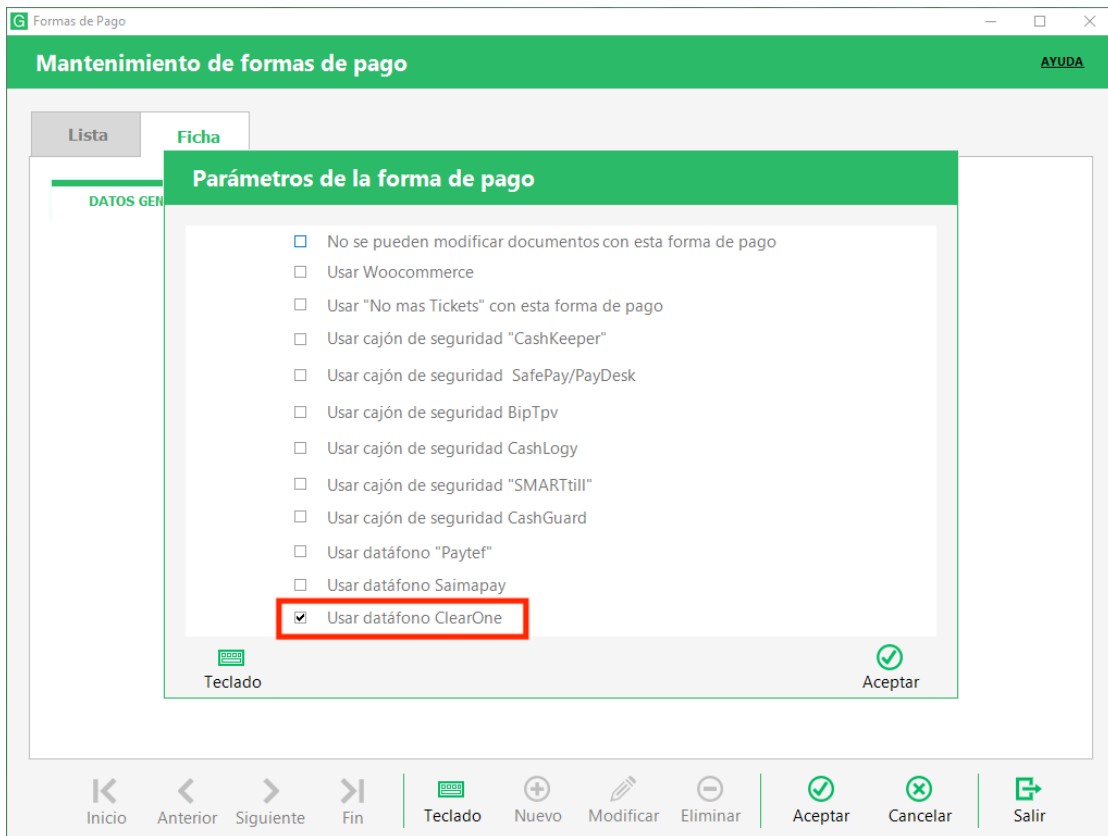 Formas de Pago
Mantenimiento de formas de pago
AYUDA
Lista
Ficha
DATOS GEN
Parámetros de la forma de pago
No se pueden modificar documentos con esta forma de pago
Usar Woocommerce
Usar "No mas Tickets" con esta forma de pago
Usar cajón de seguridad "CashKeeper"
Usar cajón de seguridad SafePay/PayDesk
Usar cajón de seguridad BipTpv
Usar cajón de seguridad CashLogy
Usar cajón de seguridad "SMARTtill"
Usar cajón de seguridad CashGuard
Usar datáfono "Paytef"
Usar datáfono Saimapay
Usar datáfono ClearOne
Teclado
Aceptar
Inicio
Anterior
Siguiente
Fin
Teclado
Nuevo
Modificar
Eliminar
Aceptar
Cancelar
Salir